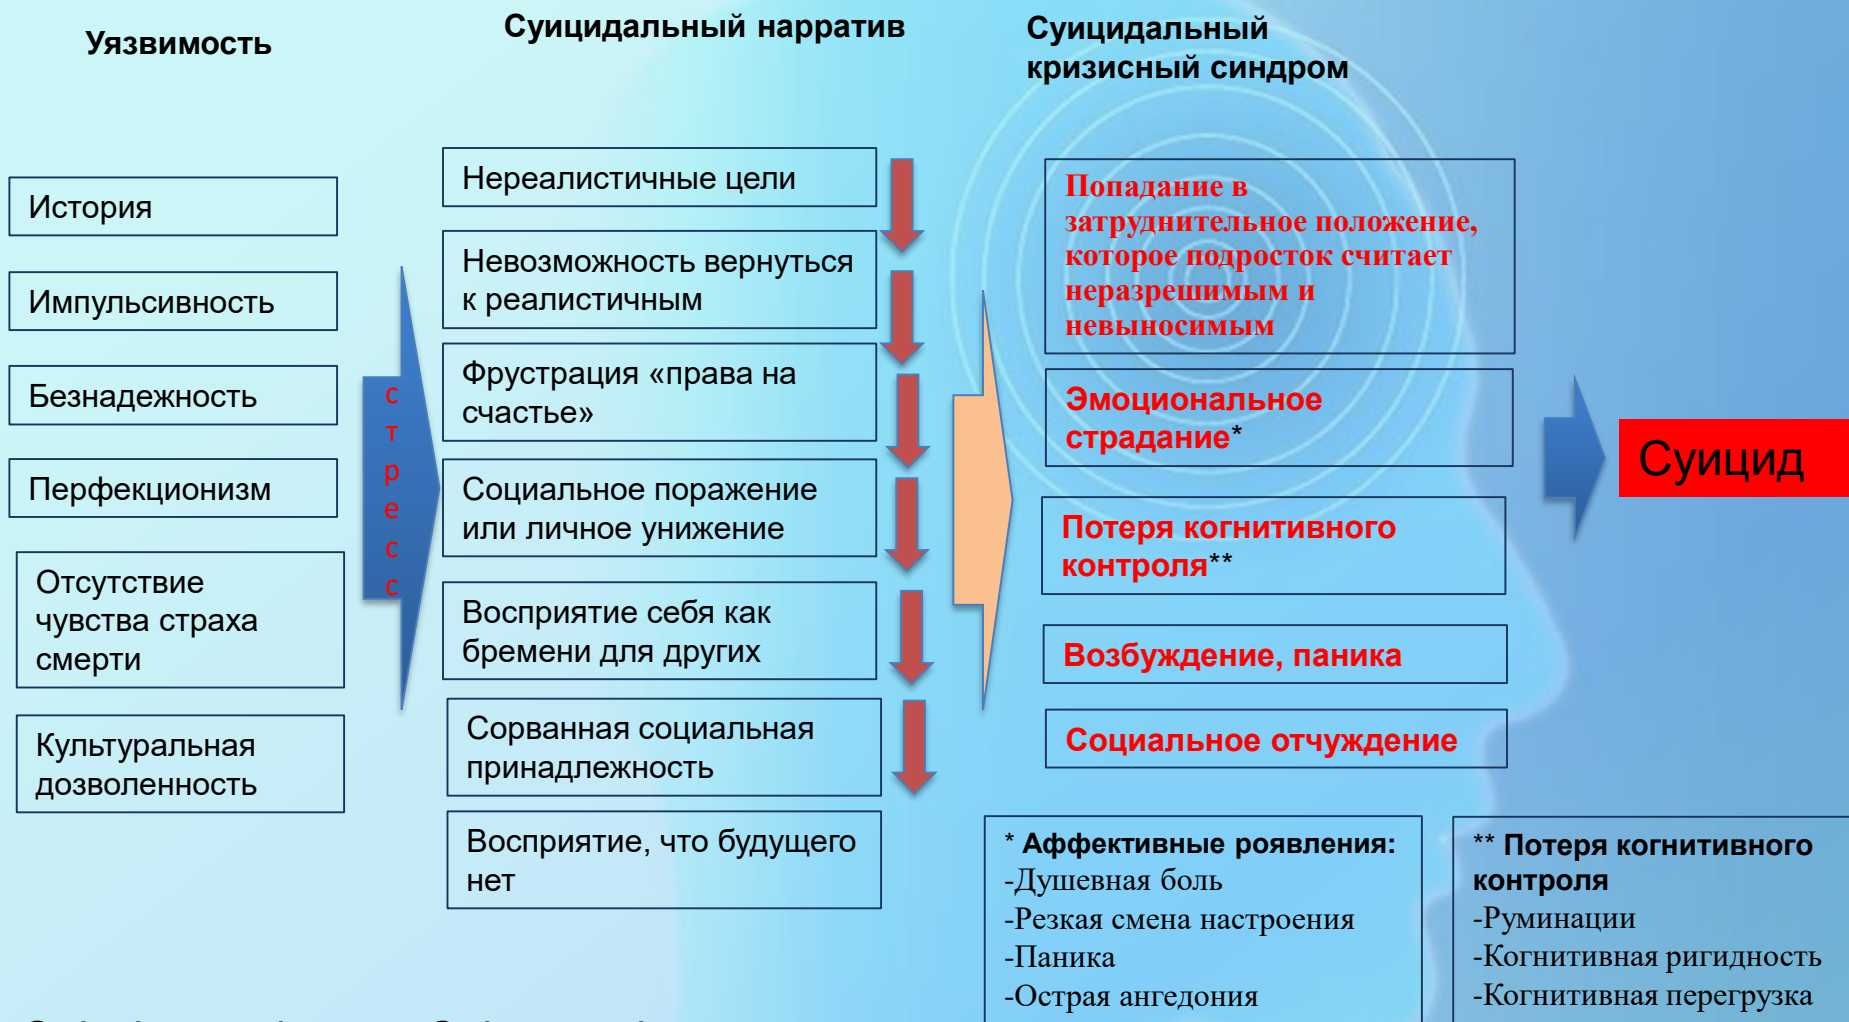 Уязвимость
Суицидальный нарратив
Суицидальный
кризисный синдром
История
Импульсивность
Безнадежность
Перфекционизм
Отсутствие
чувства страха
смерти
Культуральная
дозволенность
с
т
р
е
с
с
Нереалистичные цели
Невозможность вернуться
к реалистичным
Фрустрация «права на
счастье»
Социальное поражение
или личное унижение
Восприятие себя как
бремени для других
Сорванная социальная
принадлежность
Восприятие, что будущего
нет
Попадание в
затруднительное положение,
которое подросток считает
неразрешимым и
невыносимым
Эмоциональное
страдание*
Потеря когнитивного
контроля**
Возбуждение, паника
Социальное отчуждение
Суицид
* Аффективные роявления:
-Душевная боль
-Резкая смена настроения
-Паника
-Острая ангедония
** Потеря когнитивного
контроля
-Руминации
-Когнитивная ригидность
-Когнитивная перегрузка